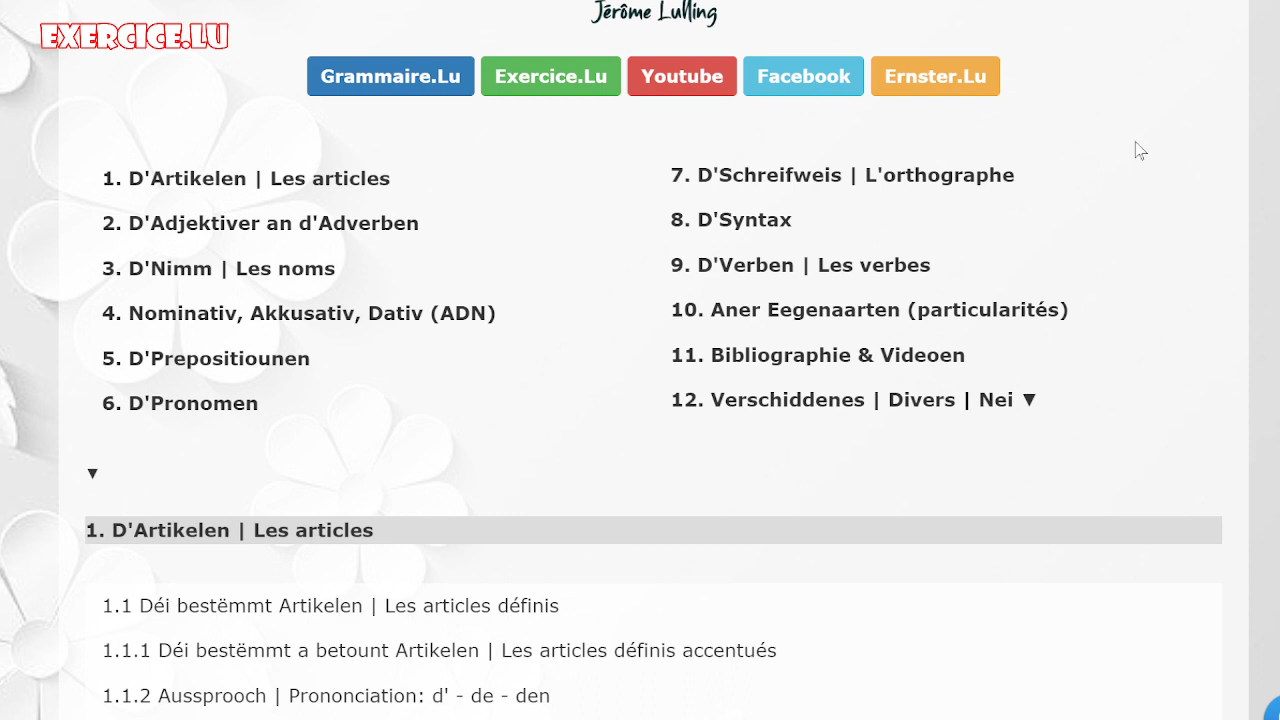 Jérôme Lulling
EXERCICE.LU
Grammaire.Lu Exercice.Lu Youtube Facebook Ernster.Lu
1. D'Artikelen | Les articles
2. D'Adjektiver an d'Adverben
3. D'Nimm | Les noms
4. Nominativ, Akkusativ, Dativ (ADN)
5. D'Prepositiounen
6. D'Pronomen
7. D'Schreifweis | L'orthographe
8. D'Syntax
9. D'Verben | Les verbes
10. Aner Eegenaarten (particularités)
11. Bibliographie & Videoen
12. Verschiddenes | Divers | Nei ▼
▼
1. D'Artikelen | Les articles
1.1 Déi bestëmmt Artikelen | Les articles définis
1.1.1 Déi bestëmmt a betount Artikelen | Les articles définis accentués
1.1.2 Aussprooch | Prononciation: d' - de - den